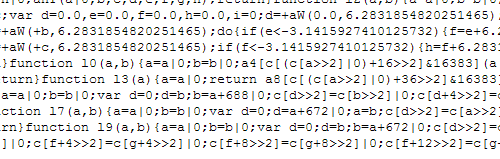 ;var d=0.0,e=0.0,f=0.0,h=0.0,i=0;d=+aW(0.0,6.2831854820251465)
+aW(+b,6.2831854820251465);do{if(e<-3.1415927410125732){f=e+6.2
+aW(+c,6.2831854820251465);if(f<-3.1415927410125732){h=f+6.2831
}function l0(a,b){a=a|0;b=b|0;a4[c[(c[a>>2]|0)+16>>2]&16383](a
turn}function l3(a){a=a|0;return a8[c[(c[a>>2]|0)+36>>2]&16383]
a=a|0;b=b|0;var d=0;d=b;b=a+688|0;c[d>>2]=c[b>>2]|0;c[d+4>>2]=c
unction l7(a,b){a=a|0;b=b|0;var d=0;d=a+672|0;a=b;c[d>>2]=c[a>>
rn}function l9(a,b){a=a|0;b=b|0;var d=0;d=b;b=a+672|0;c[d>>2]=c
]|0;c[f+4>>2]=c[g+4>>2]|0;c[f+8>>2]=c[g+8>>2]|0;c[f+12>>2]=c[g